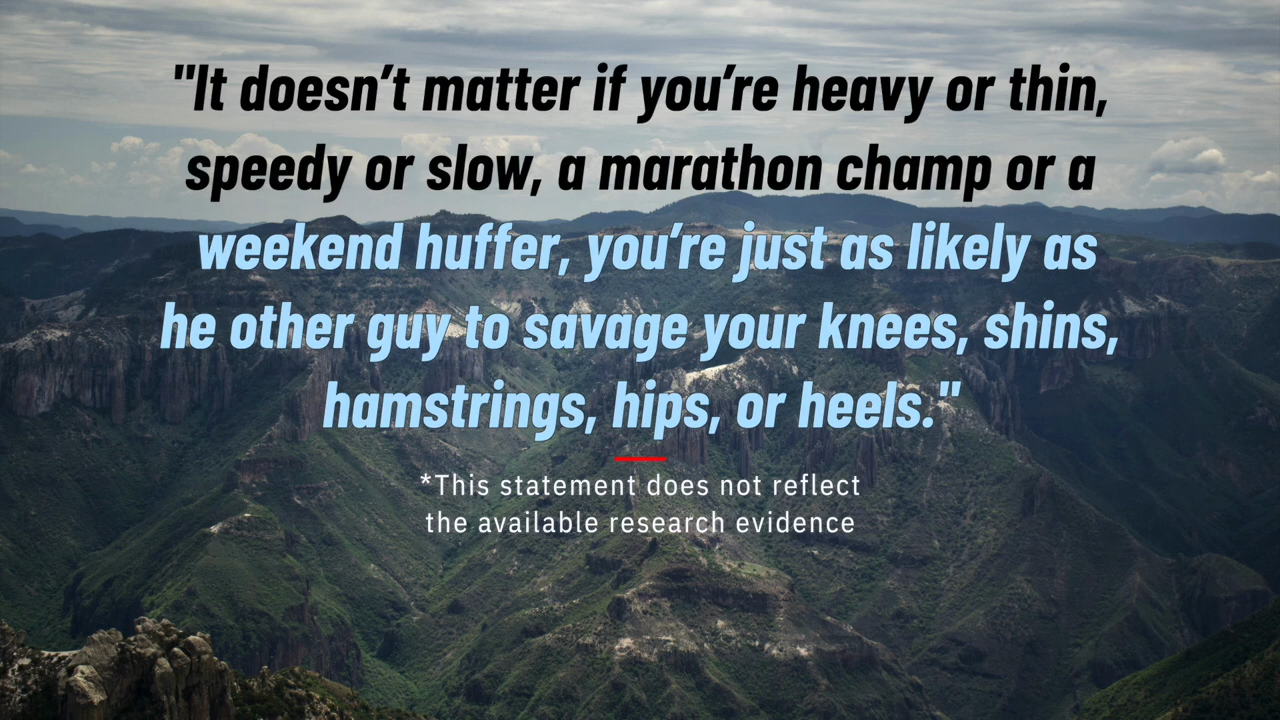 "It doesn’t matter if you’re heavy or thin,
speedy or slow, a marathon champ or a
weekend huffer, you’re just as likely as
he other guy to savage your knees, shins,
hamstrings, hips, or heels."
*This statement does not reflect
the available research evidence